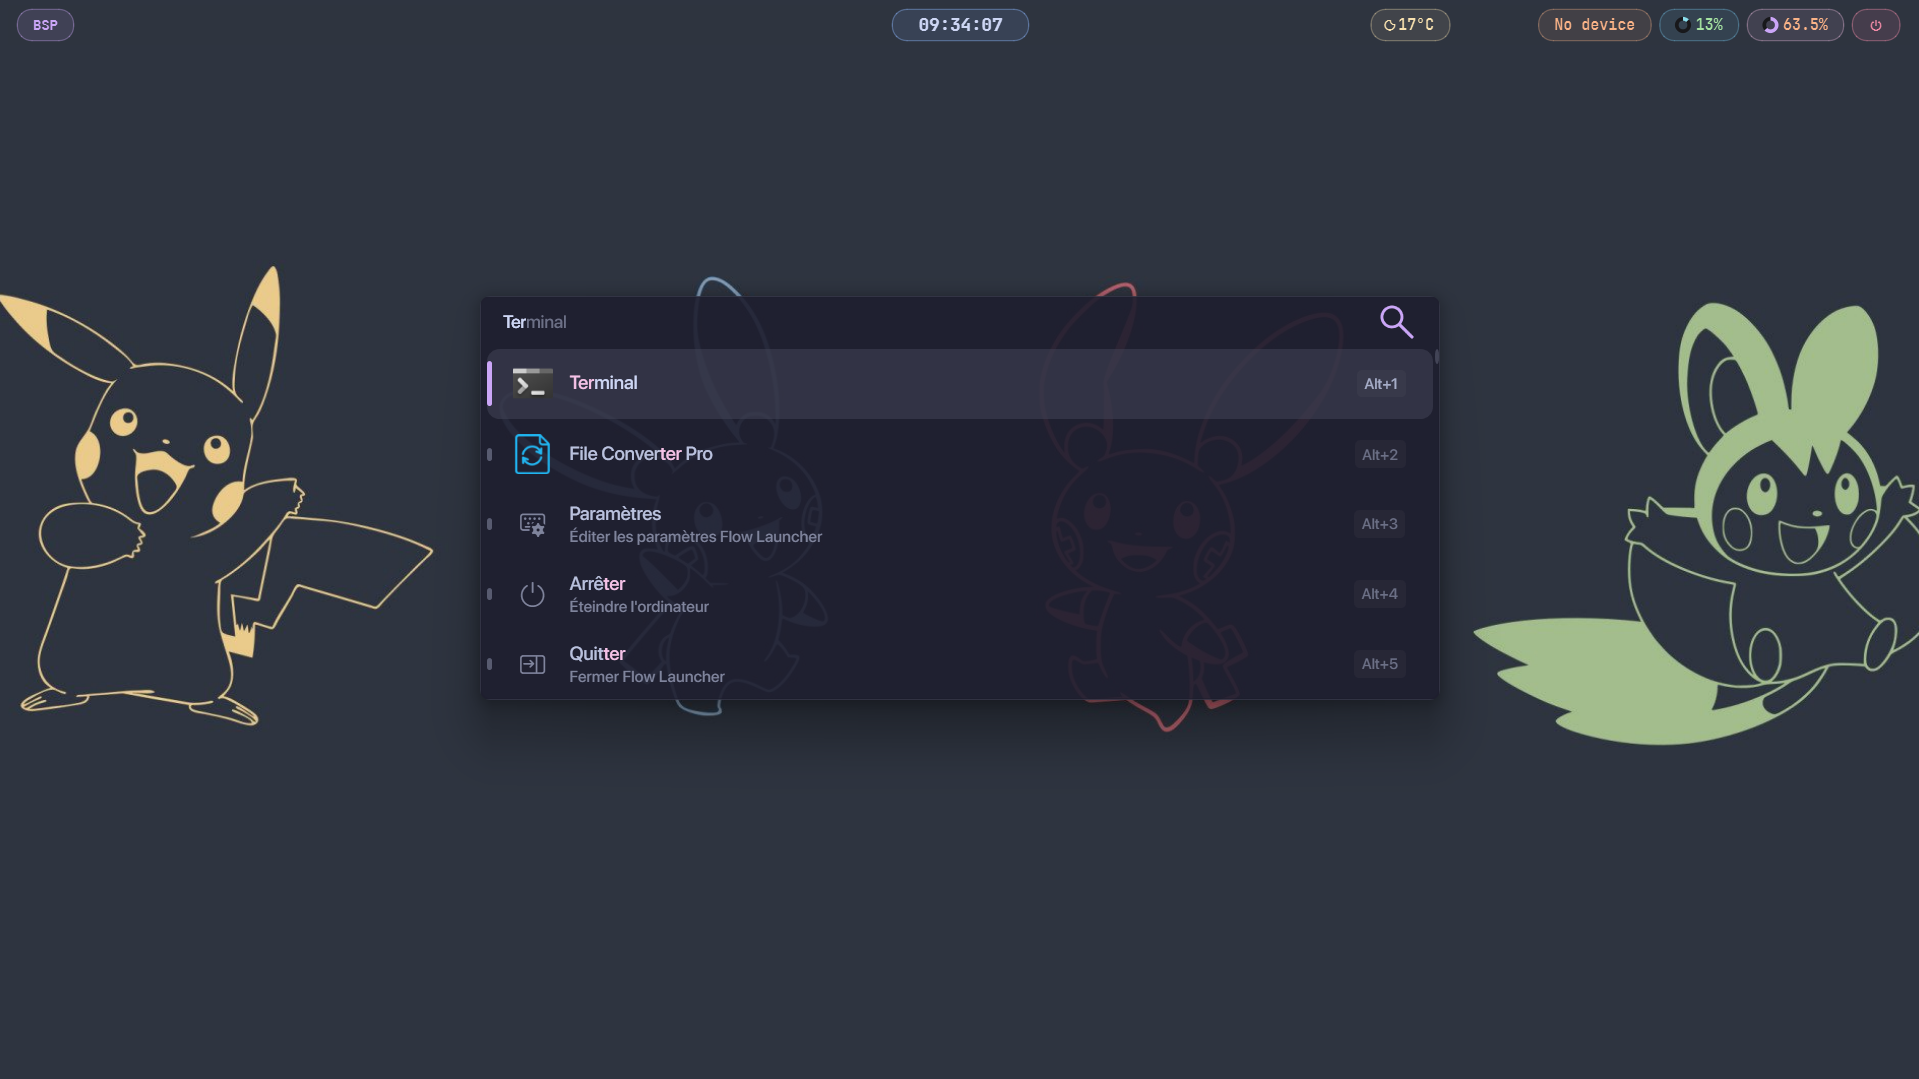 BSP
09:34:07
17°C
No device
13%
63.5%
Terminal
Terminal
Alt+1
File Converter Pro
Alt+2
Paramètres
Éditer les paramètres Flow Launcher
Alt+3
Arrêter
Éteindre l'ordinateur
Alt+4
Quitter
Fermer Flow Launcher
Alt+5